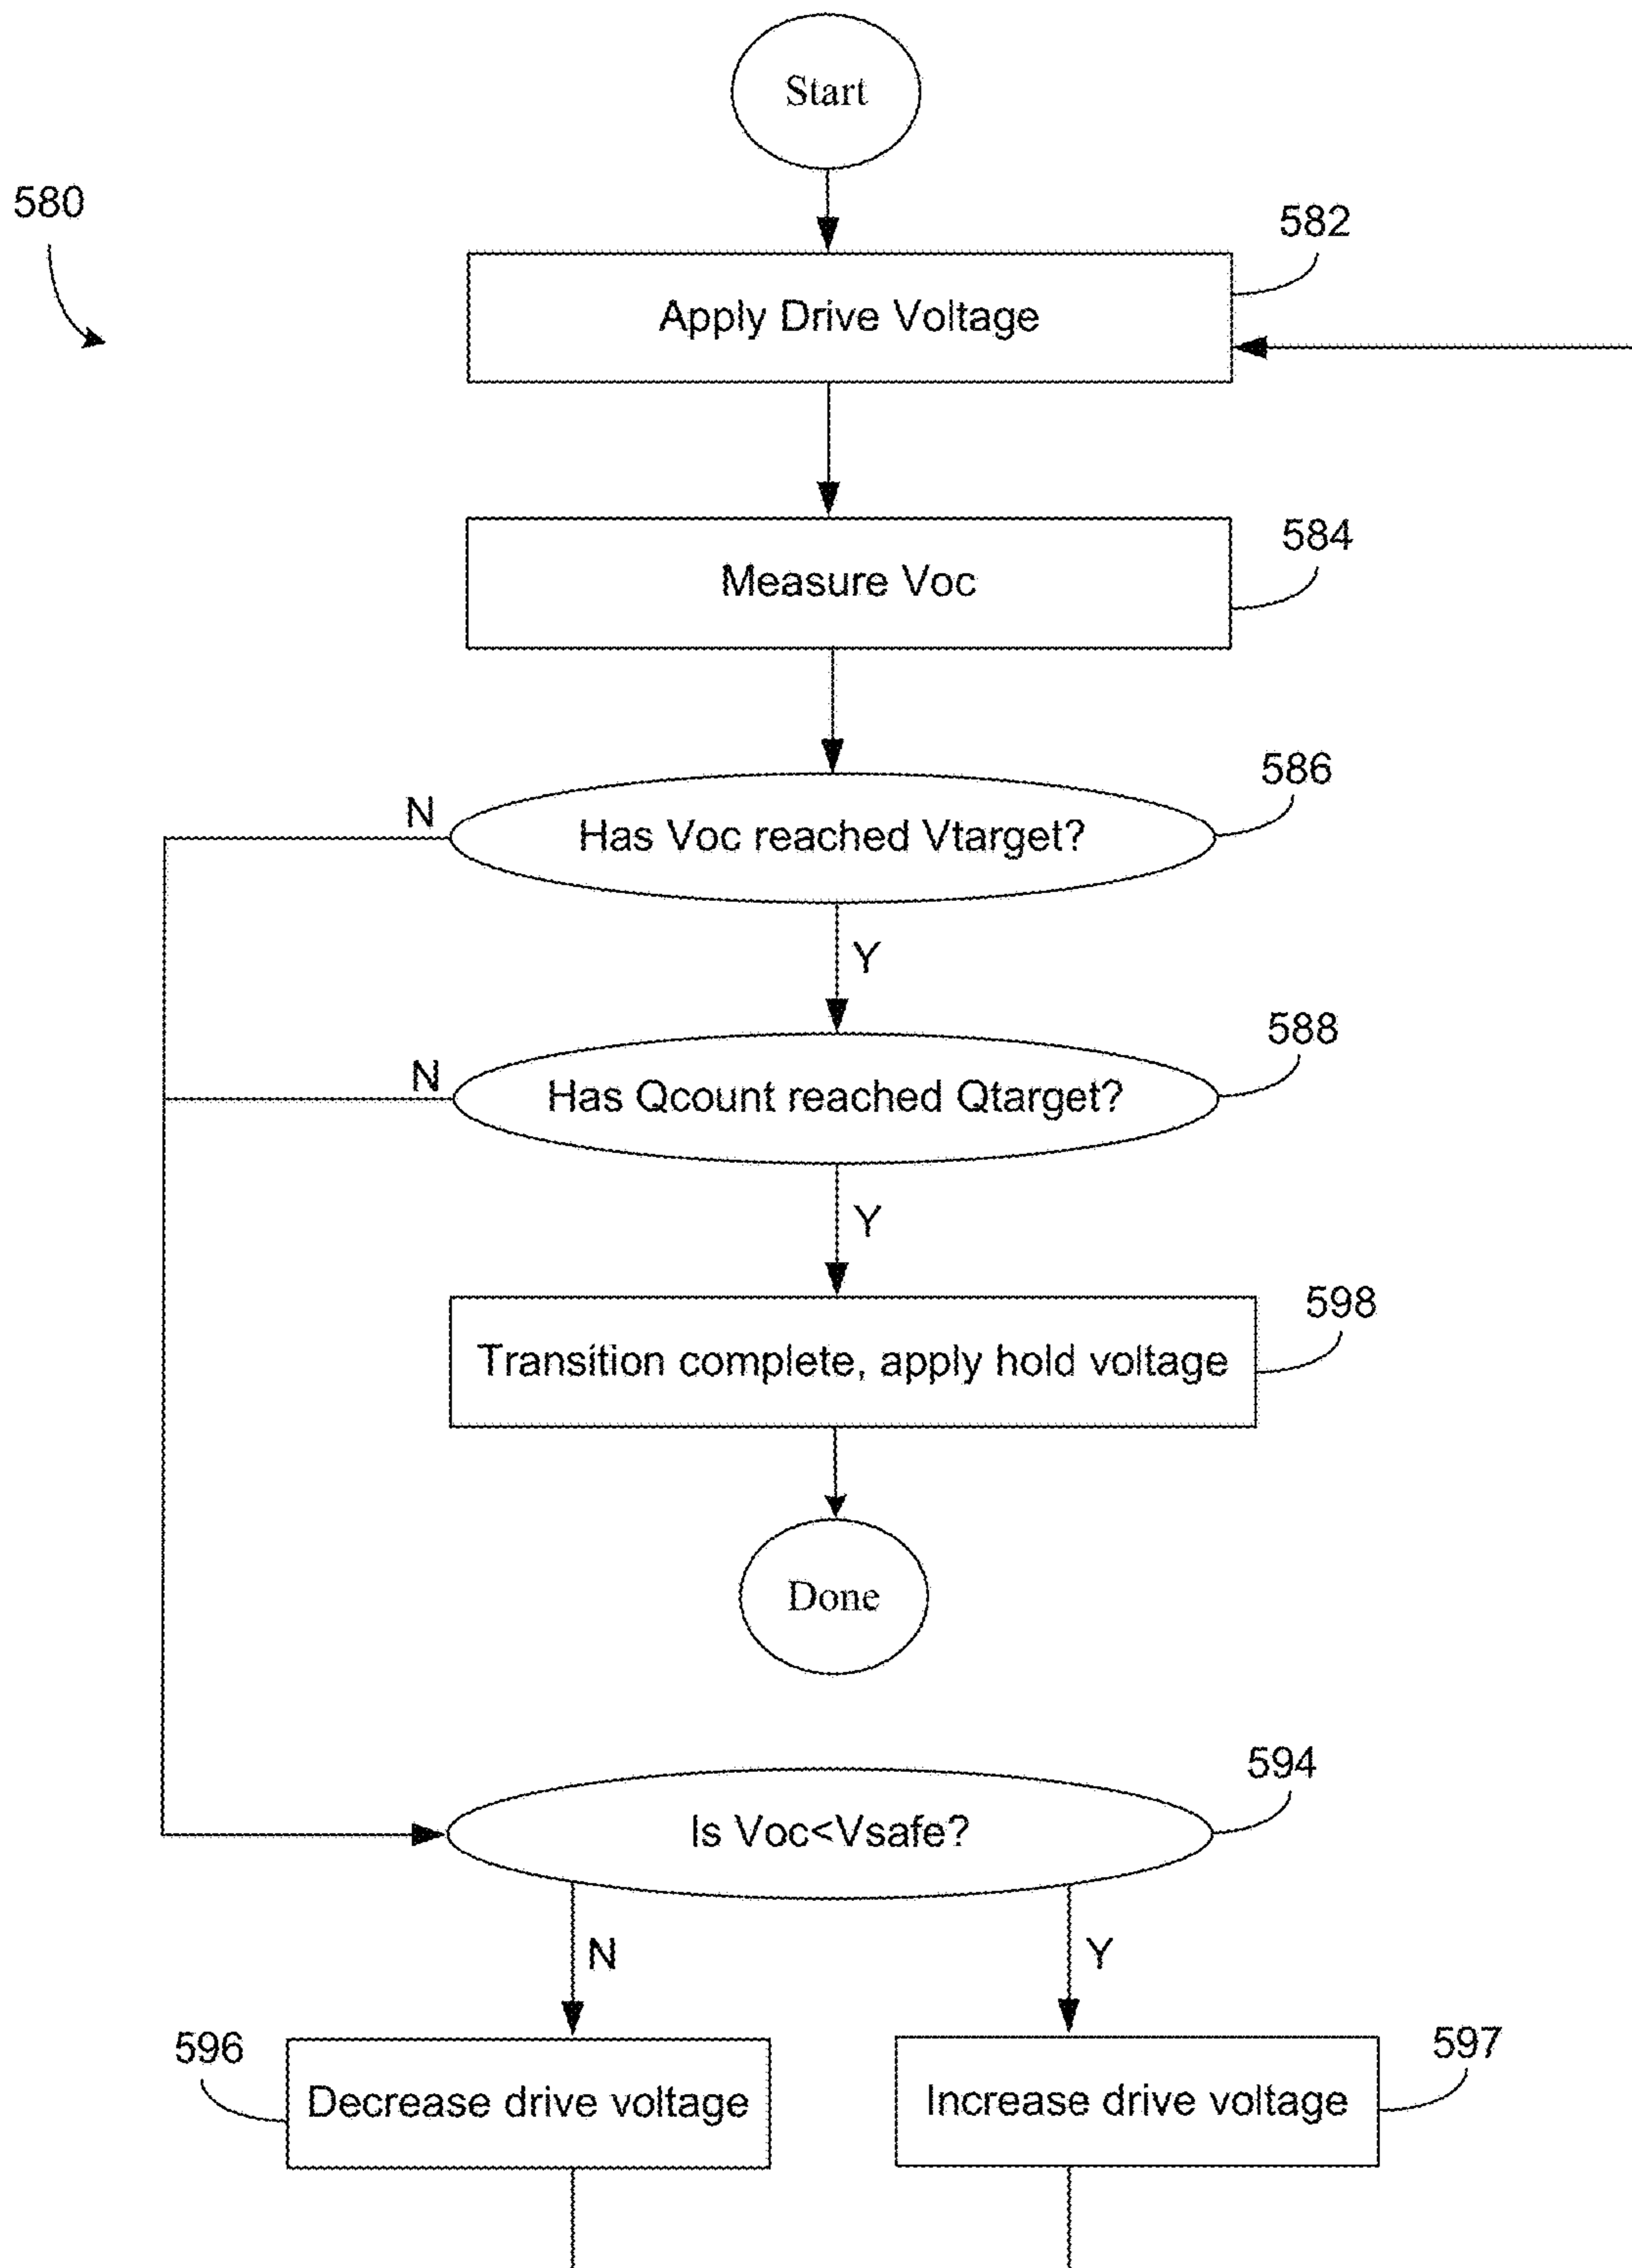 Start
580
582
Apply Drive Voltage
584
Measure Voc
586
N
Has Voc reached Vtarget?
Y
588
N
Has Qcount reached Qtarget?
Y
598
Transition complete, apply hold voltage
Done
594
Is Voc<Vsafe?
N
Y
596
597
Decrease drive voltage
Increase drive voltage